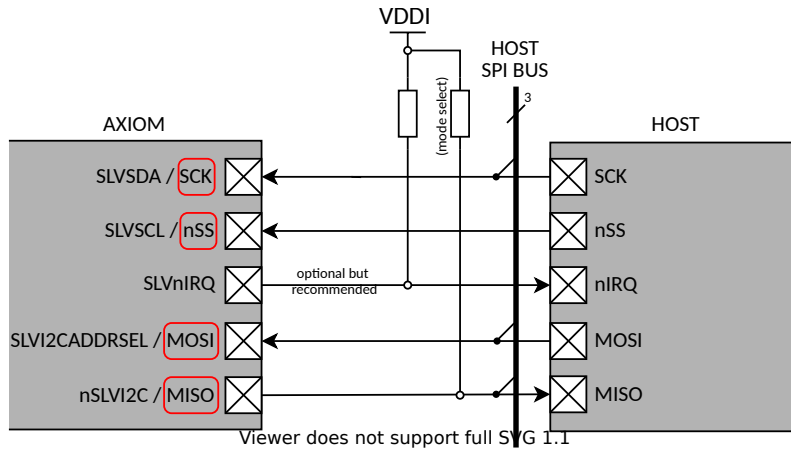 VDDI
HOST
SPI BUS
3
(mode select)
AXIOM
HOST
SLVSDA / SCK
SCK
SLVSCL / nSS
nSS
SLVnIRQ
optional but
recommended
nIRQ
SLVI2CADDRSEL / MOSI
MOSI
nSLVI2C / MISO
MISO
Viewer does not support full SVG 1.1